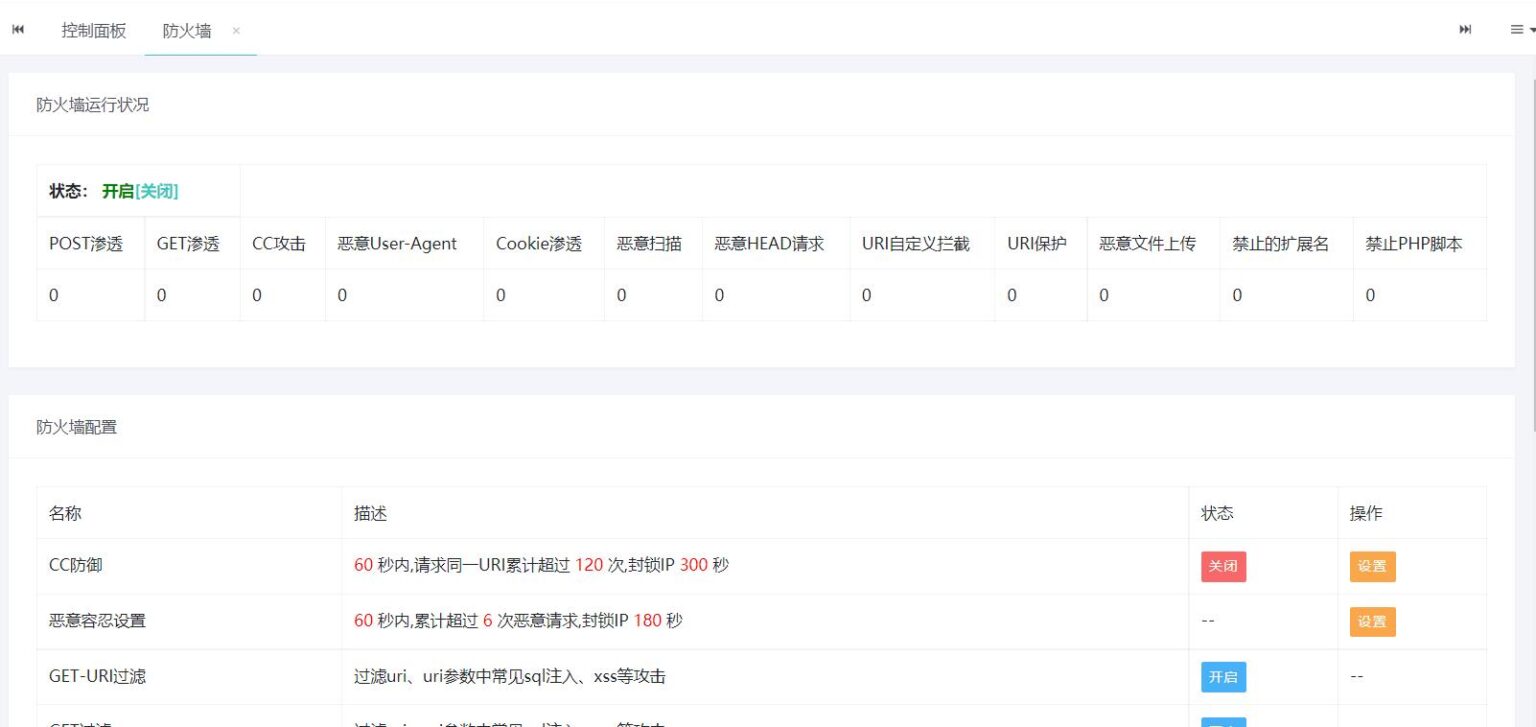 控制面板 防火墙 ×
防火墙运行状况
状态: 开启[关闭]
POST渗透 GET渗透 CC攻击 恶意User-Agent Cookie渗透 恶意扫描 恶意HEAD请求 URI自定义拦截 URI保护 恶意文件上传 禁止的扩展名 禁止PHP脚本
0 0 0 0 0 0 0 0 0 0 0 0
防火墙配置
名称 描述 状态 操作
CC防御 60 秒内,请求同一URI累计超过 120 次,封锁IP 300 秒 关闭 设置
恶意容忍设置 60 秒内,累计超过 6 次恶意请求,封锁IP 180 秒 -- 设置
GET-URI过滤 过滤uri、uri参数中常见sql注入、xss等攻击 开启 --